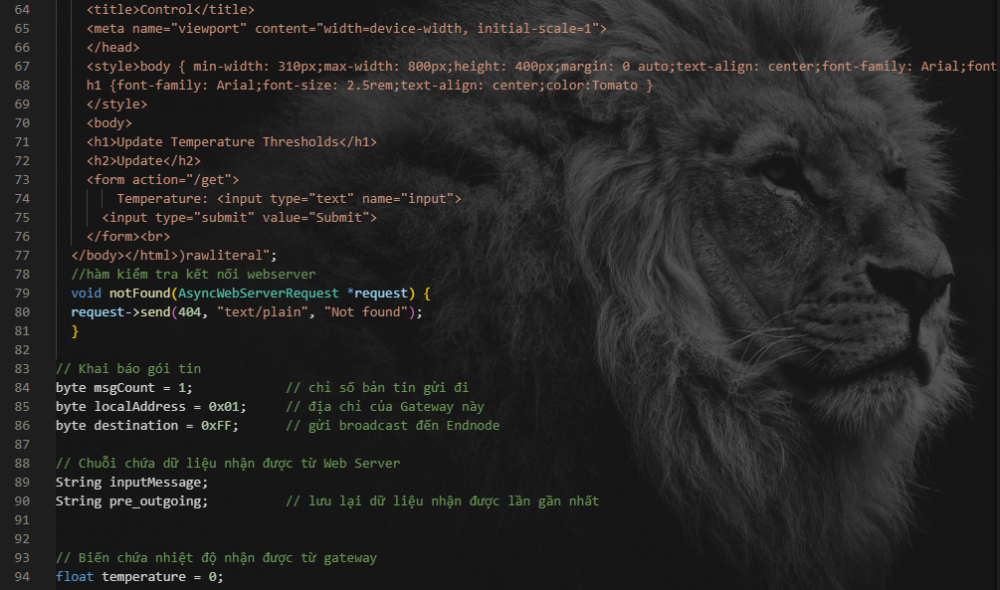 64 <title>Control</title>
65 <meta name="viewport" content="width=device-width, initial-scale=1">
66 </head>
67 <style>body { min-width: 310px;max-width: 800px;height: 400px;margin: 0 auto;text-align: center;font-family: Arial;font
68 h1 {font-family: Arial;font-size: 2.5rem;text-align: center;color:Tomato }
69 </style>
70 <body>
71 <h1>Update Temperature Thresholds</h1>
72 <h2>Update</h2>
73 <form action="/get">
74 Temperature: <input type="text" name="input">
75 <input type="submit" value="Submit">
76 </form><br>
77 </body></html>)rawliteral";
78 //hàm kiểm tra kết nối webserver
79 void notFound(AsyncWebServerRequest *request) {
80 request->send(404, "text/plain", "Not found");
81 }
82
83 // Khai báo gói tin
84 byte msgCount = 1; // chỉ số bản tin gửi đi
85 byte localAddress = 0x01; // địa chỉ của Gateway này
86 byte destination = 0xFF; // gửi broadcast đến Endnode
87
88 // Chuỗi chứa dữ liệu nhận được từ Web Server
89 String inputMessage;
90 String pre_outgoing; // lưu lại dữ liệu nhận được lần gần nhất
91
92
93 // Biến chứa nhiệt độ nhận được từ gateway
94 float temperature = 0;